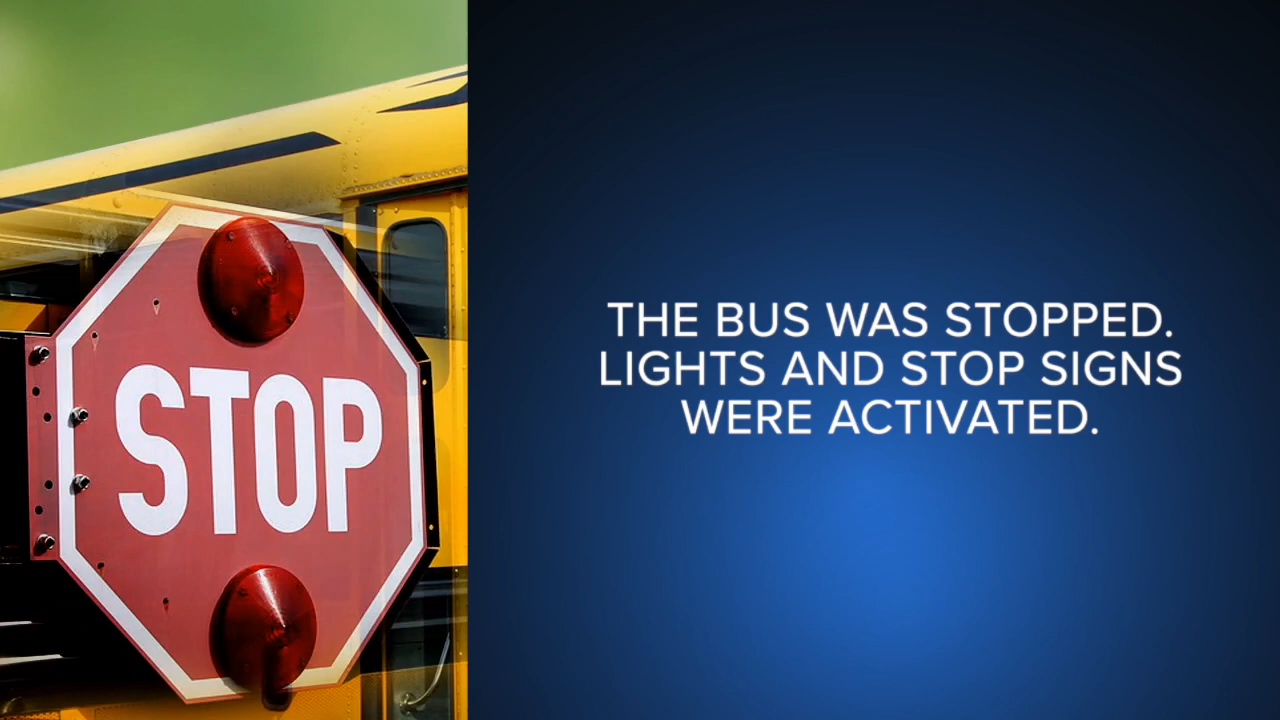 STOP
THE BUS WAS STOPPED.
LIGHTS AND STOP SIGNS
WERE ACTIVATED.